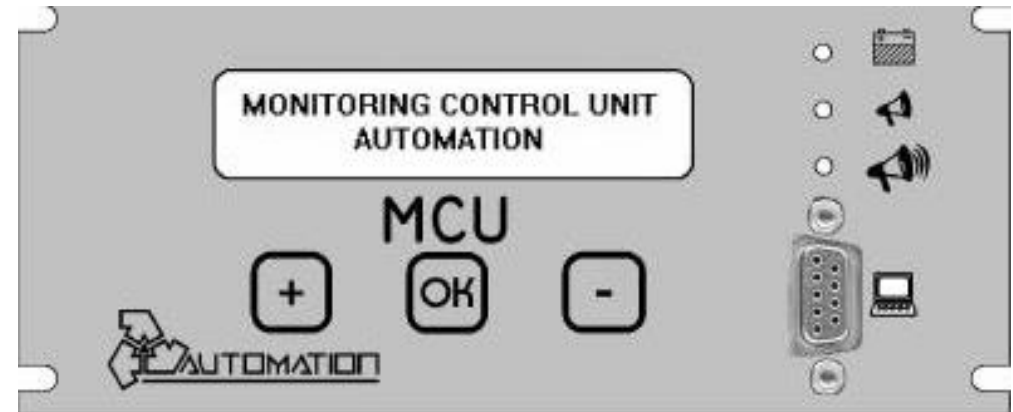 MONITORING CONTROL UNIT
AUTOMATION
MCU
+ OK -
AUTOMATION